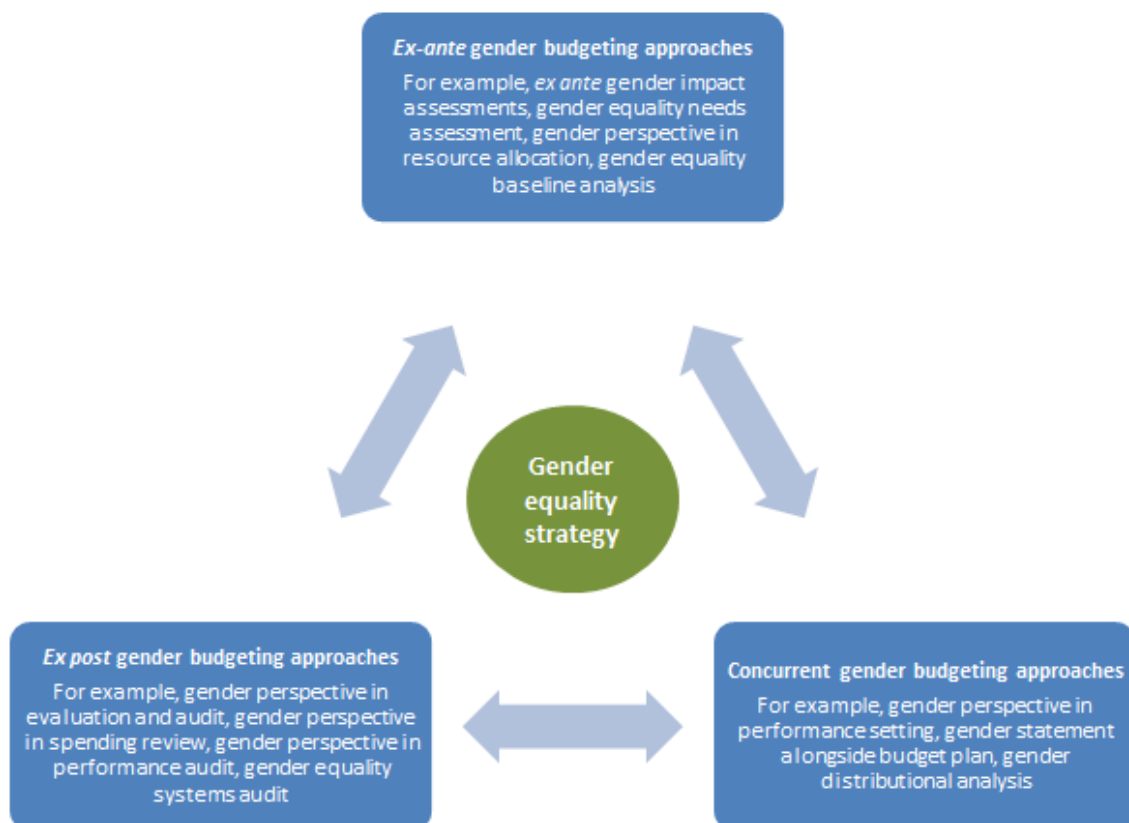 Ex-ante gender budgeting approaches
For example, ex ante gender impact
assessments, gender equality needs
assessment, gender perspective in
resource allocation, gender equality
baseline analysis
Gender
equality
strategy
Ex post gender budgeting approaches
For example, gender perspective in
evaluation and audit, gender perspective
in spending review, gender perspective in
performance audit, gender equality
systems audit
Concurrent gender budgeting approaches
For example, gender perspective in
performance setting, gender statement
alongside budget plan, gender
distributional analysis